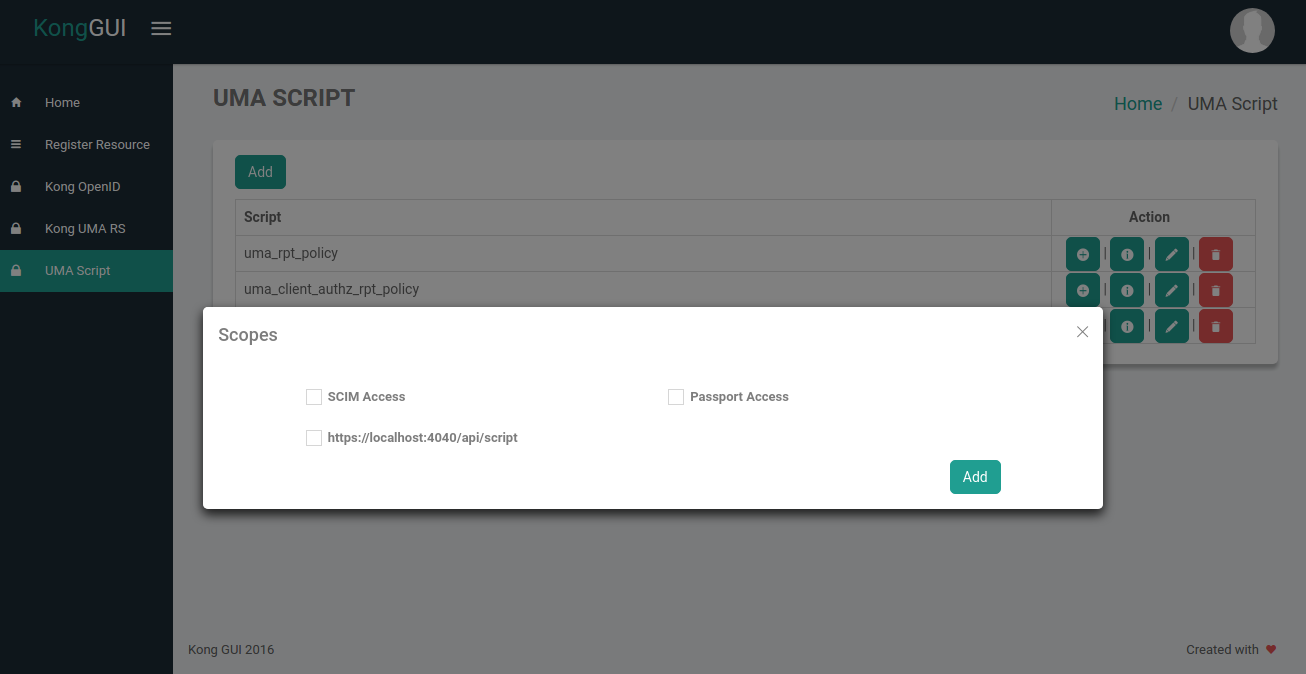 KongGUI
Home
Register Resource
Kong OpenID
Kong UMA RS
UMA Script
UMA SCRIPT
Home / UMA Script
Add
Script Action
uma_rpt_policy | | |
uma_client_authz_rpt_policy | | |
| |
Scopes
SCIM Access Passport Access
https://localhost:4040/api/script
Add
Kong GUI 2016 Created with